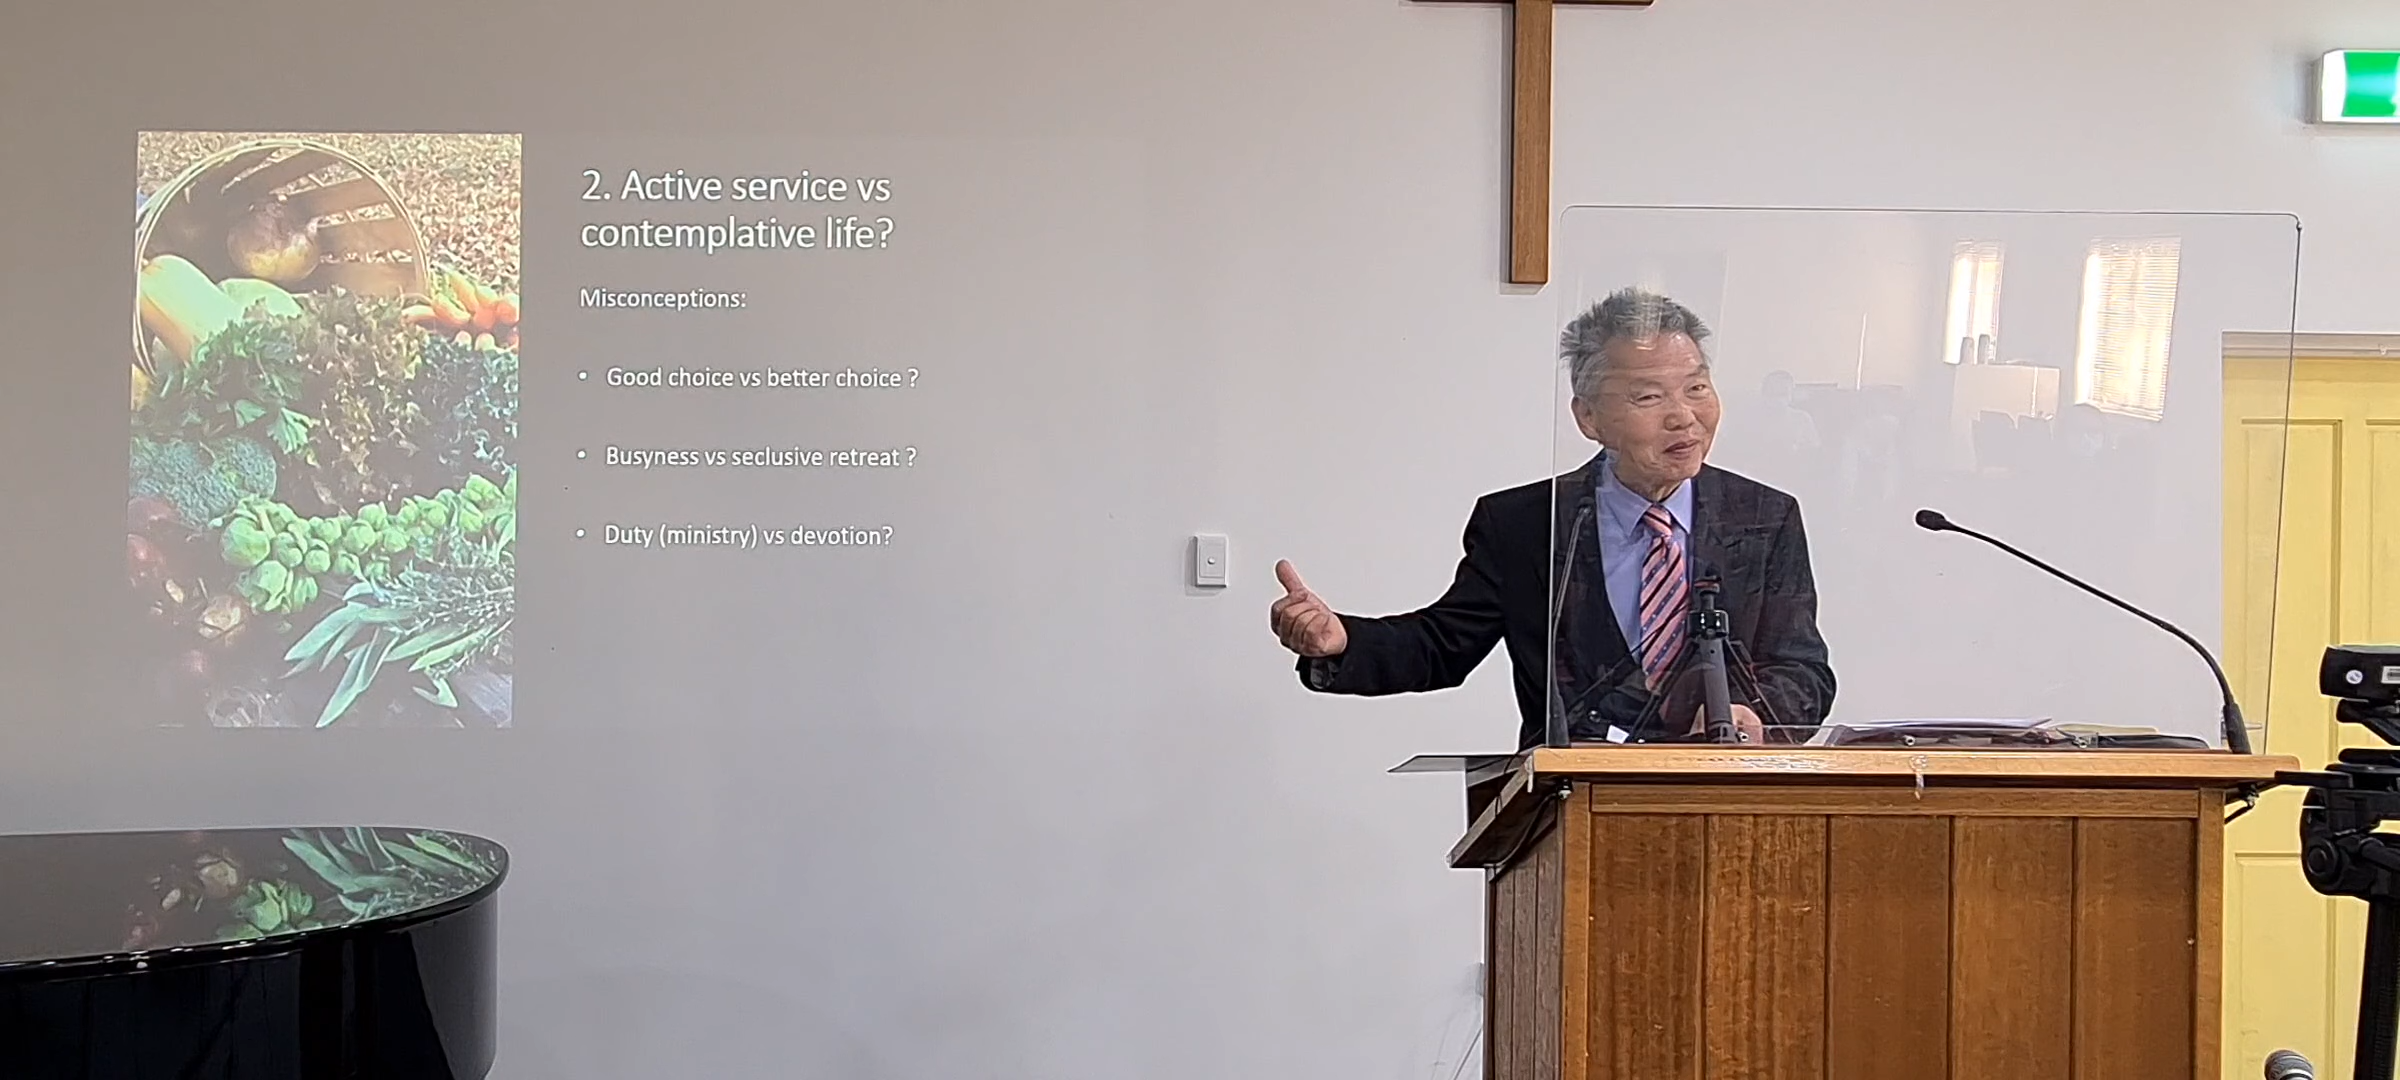 2. Active service vs
contemplative life?
Misconceptions:
• Good choice vs better choice ?
• Busyness vs seclusive retreat ?
• Duty (ministry) vs devotion?